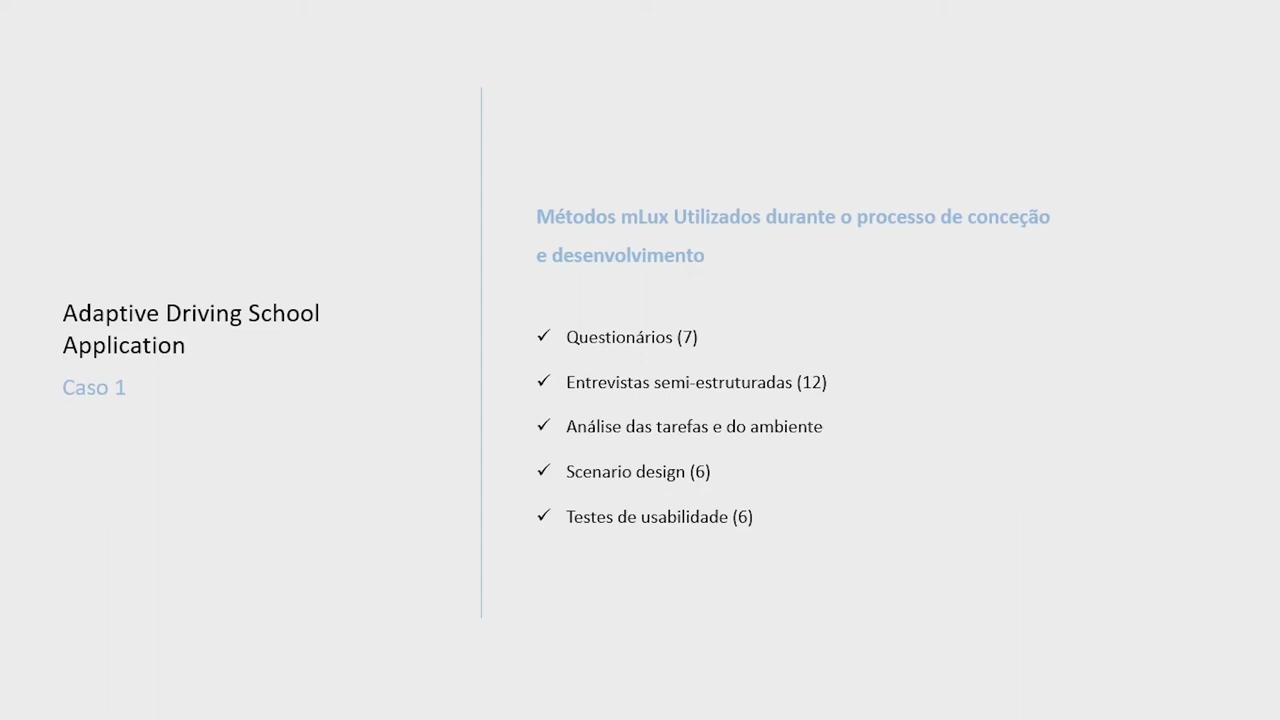 Adaptive Driving School
Application
Caso 1
Métodos mLux Utilizados durante o processo de conceção
e desenvolvimento
✓ Questionários (7)
✓ Entrevistas semi-estruturadas (12)
✓ Análise das tarefas e do ambiente
✓ Scenario design (6)
✓ Testes de usabilidade (6)